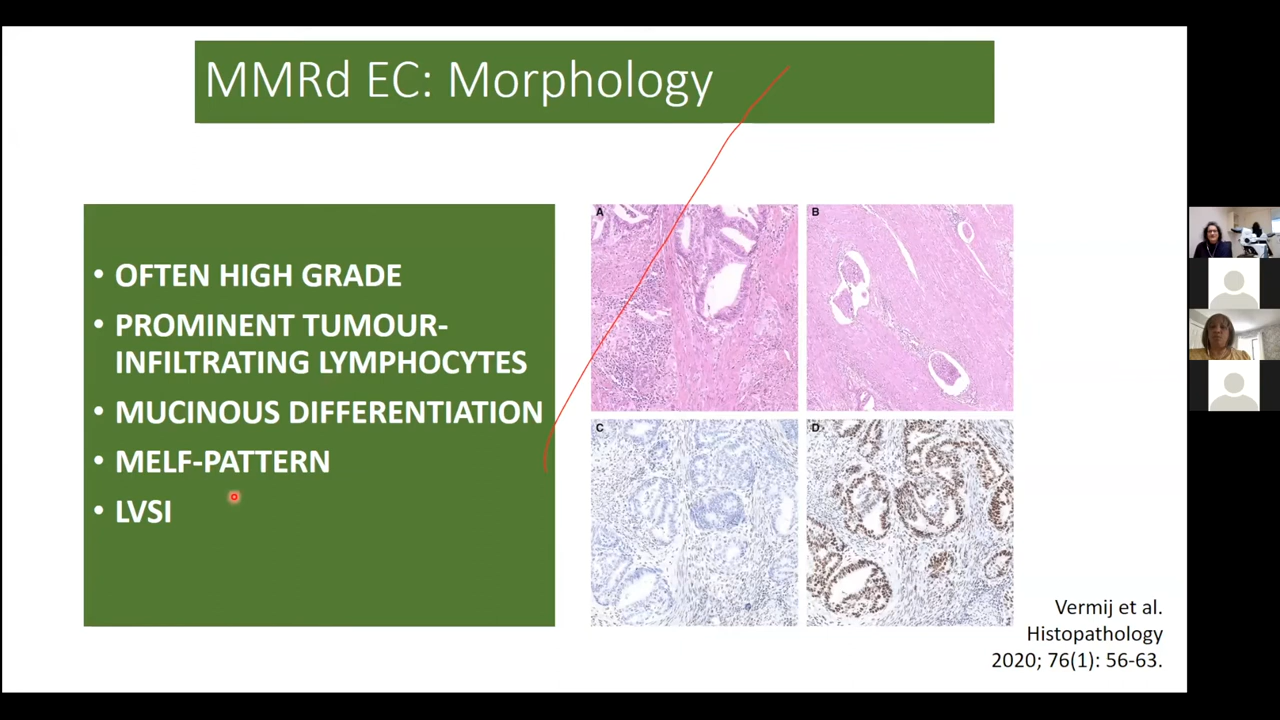 MMRd EC: Morphology
• OFTEN HIGH GRADE
• PROMINENT TUMOUR-
INFILTRATING LYMPHOCYTES
• MUCINOUS DIFFERENTIATION
• MELF-PATTERN
• LVSI
A
B
C
D
Vermij et al.
Histopathology
2020; 76(1): 56-63.